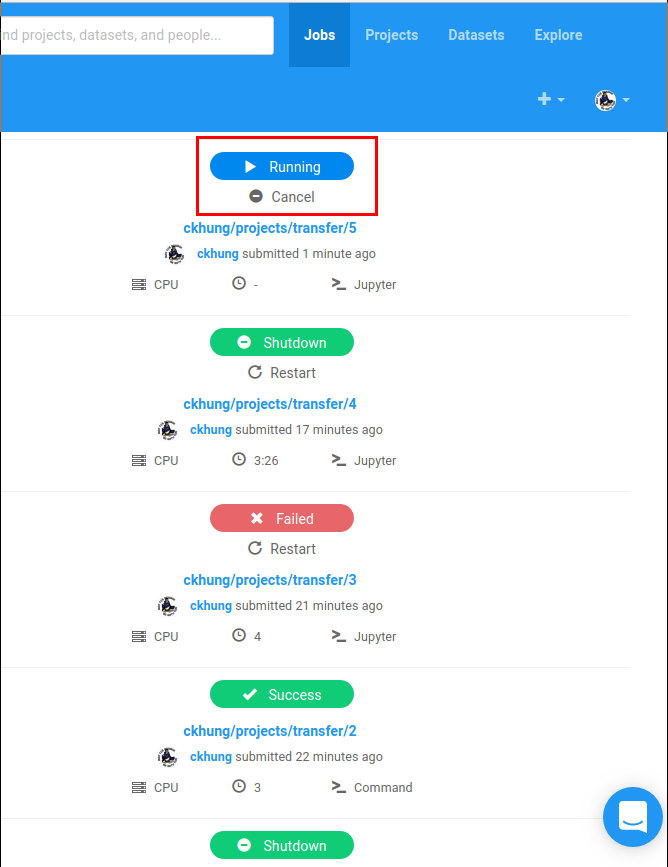 nd projects, datasets, and people...
Jobs Projects Datasets Explore
Running
Cancel
ckhung/projects/transfer/5
ckhung submitted 1 minute ago
CPU - Jupyter
Shutdown
Restart
ckhung/projects/transfer/4
ckhung submitted 17 minutes ago
CPU 3:26 Jupyter
Failed
Restart
ckhung/projects/transfer/3
ckhung submitted 21 minutes ago
CPU 4 Jupyter
Success
ckhung/projects/transfer/2
ckhung submitted 22 minutes ago
CPU 3 Command
Shutdown